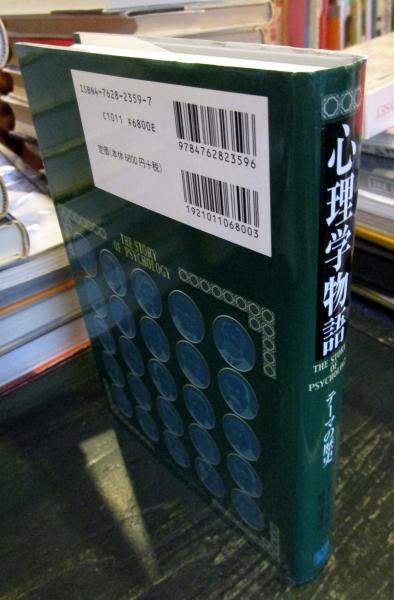 ISBN4-7628-2359-7
C1011 ¥6800E
定価(本体6800円+税)
9784762823596
1921011068003
THE STORY
OF PSYCHOLOGY
心理学物語
THE STORY
OF
PSYCHOLOGY
テーマの歴史